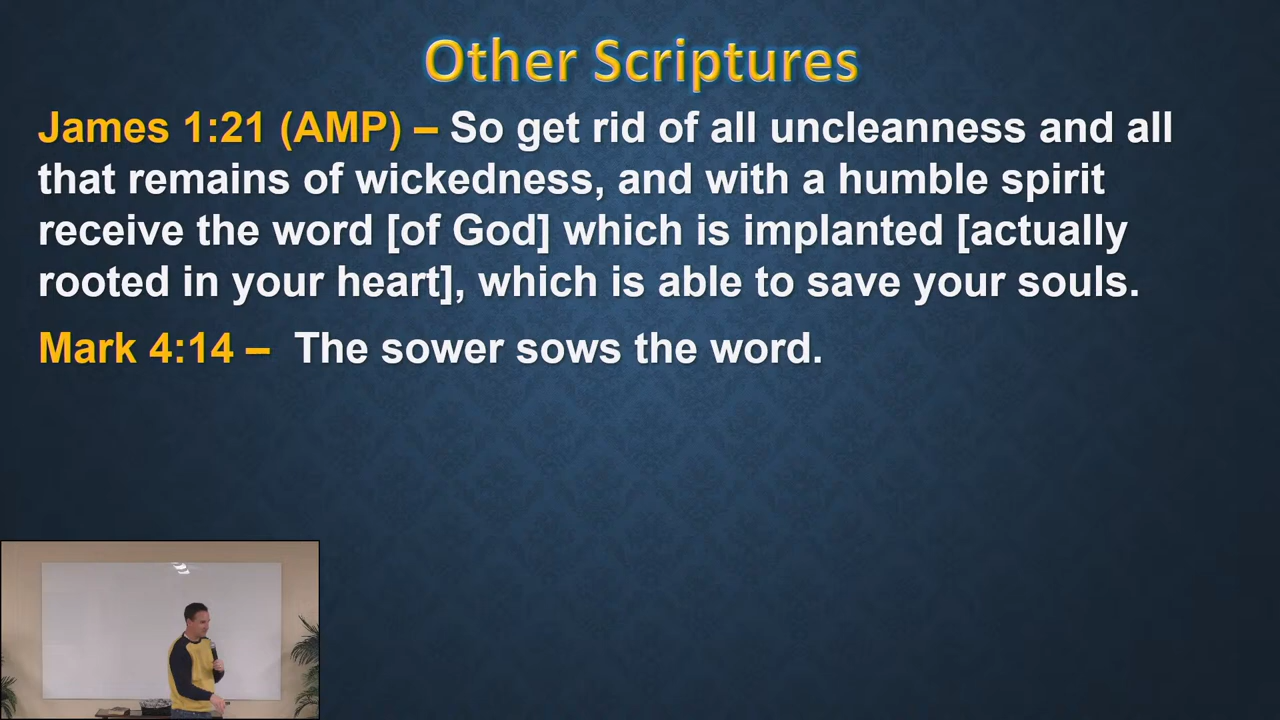 Other Scriptures
James 1:21 (AMP) – So get rid of all uncleanness and all
that remains of wickedness, and with a humble spirit
receive the word [of God] which is implanted [actually
rooted in your heart], which is able to save your souls.
Mark 4:14 – The sower sows the word.